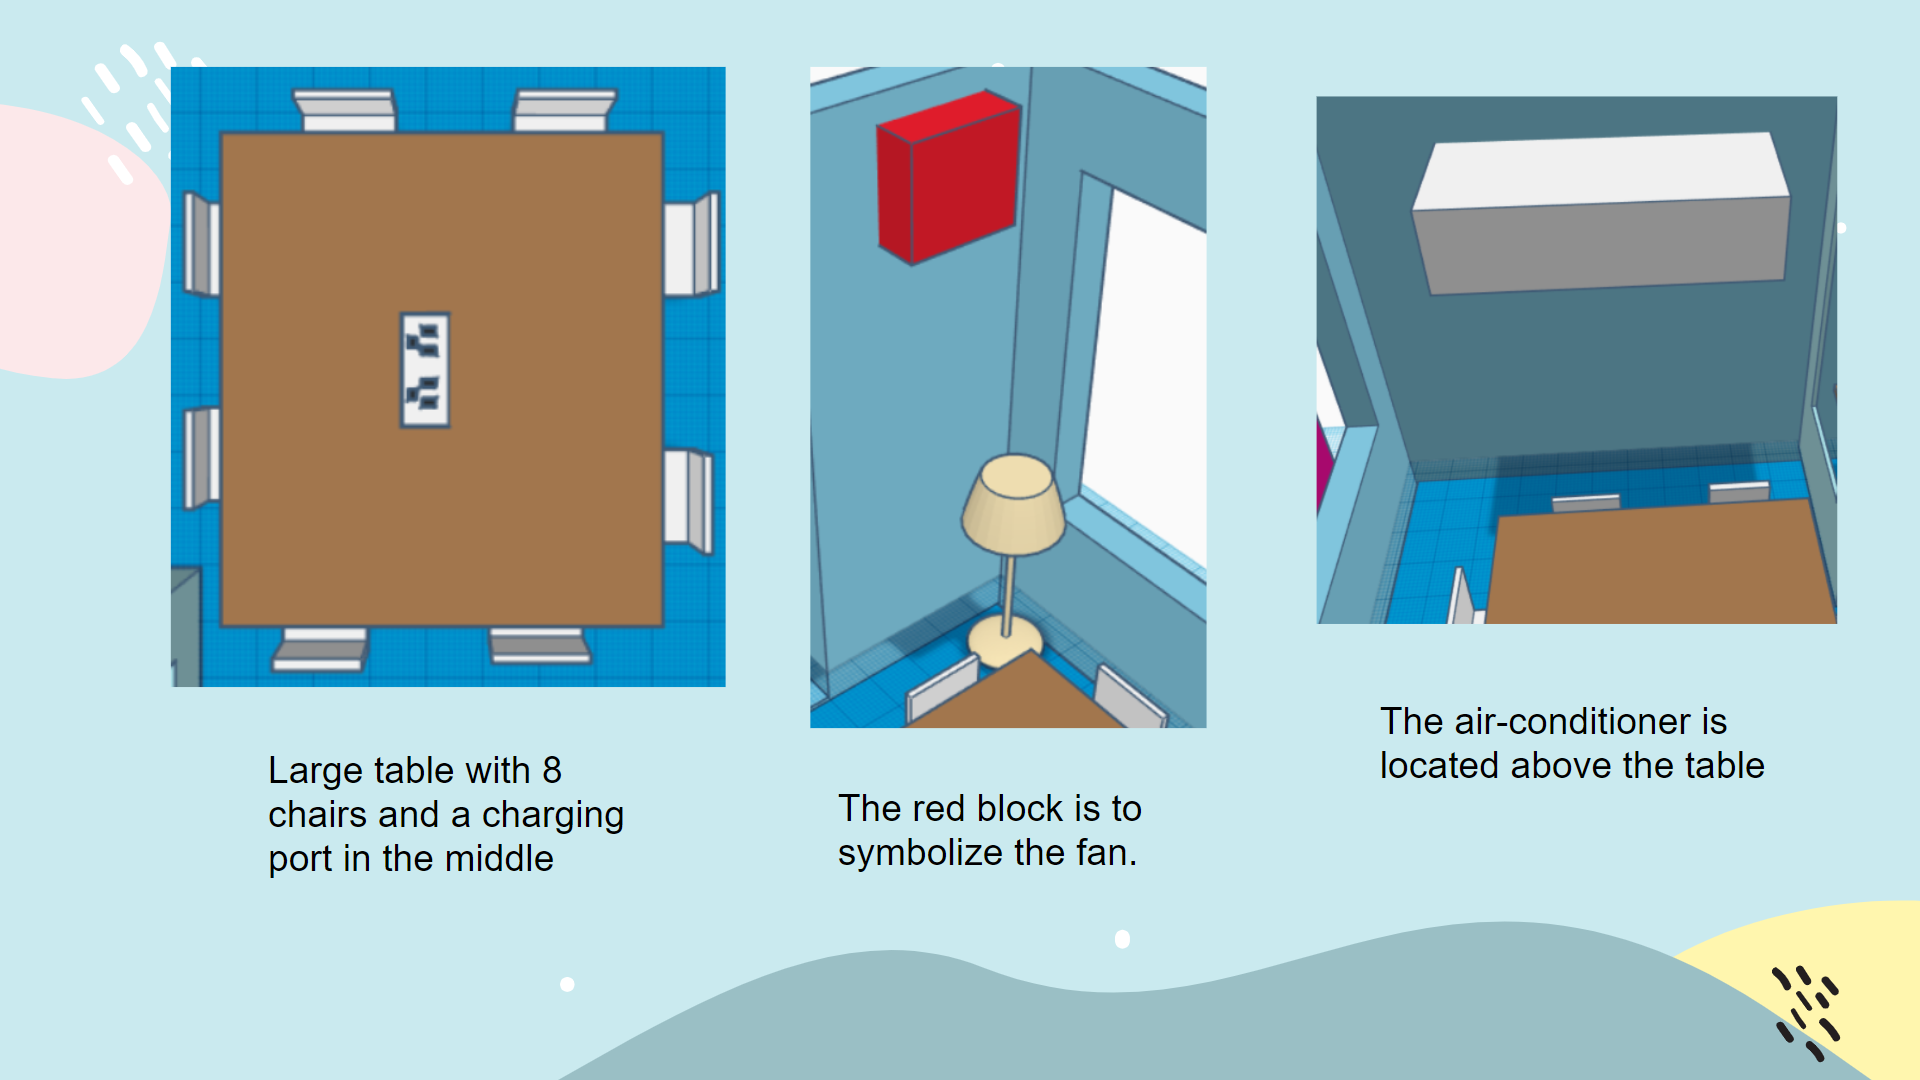 Large table with 8
chairs and a charging
port in the middle
The red block is to
symbolize the fan.
The air-conditioner is
located above the table